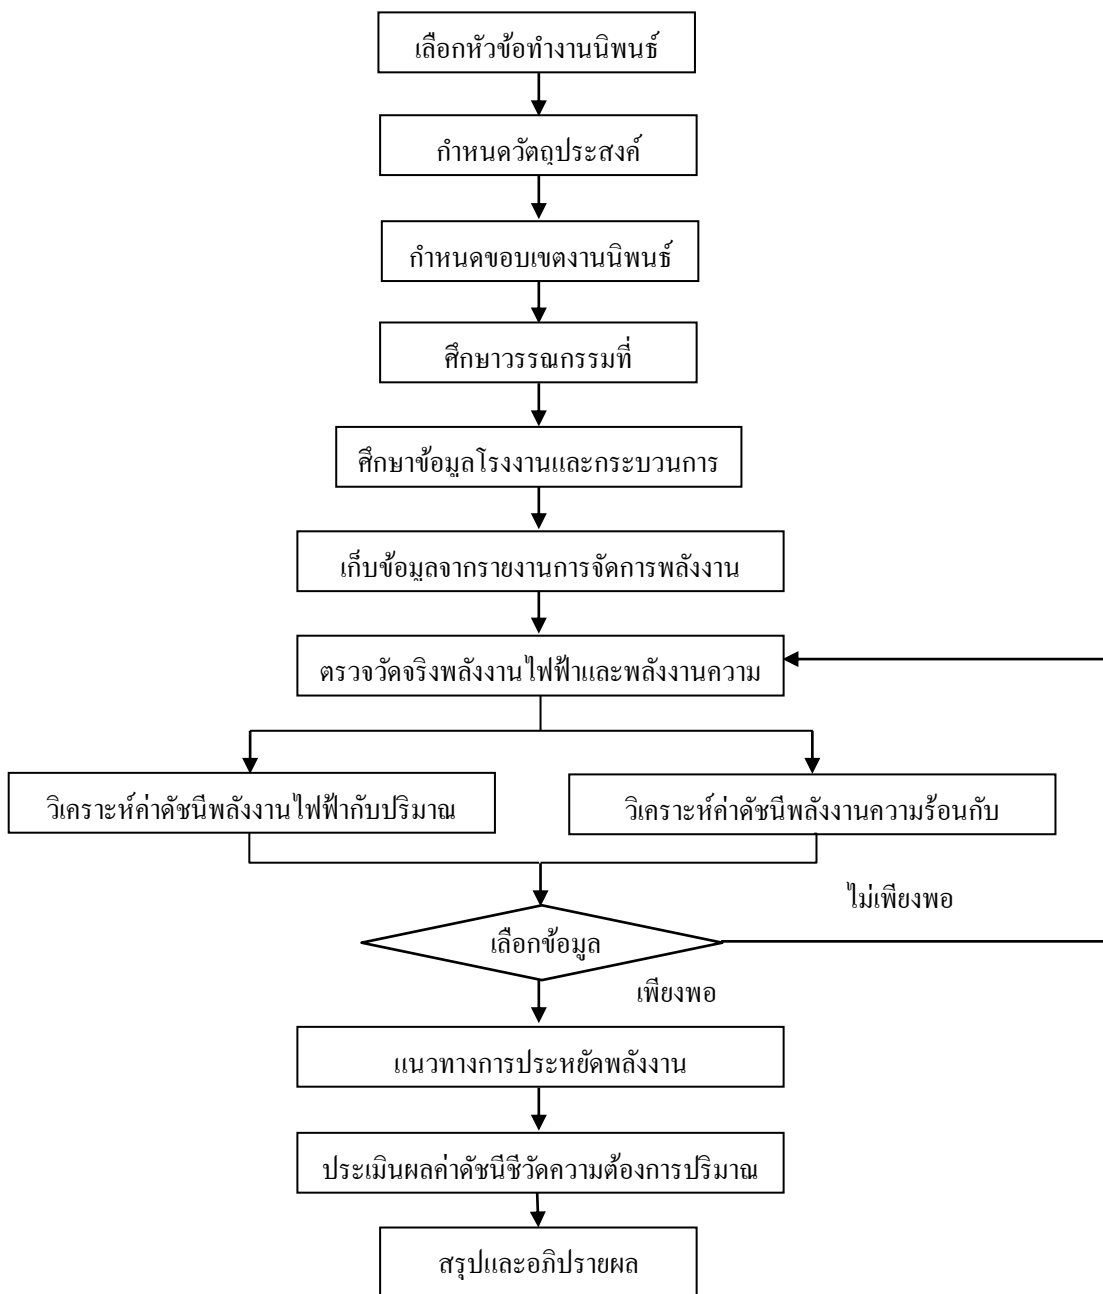 เลือกหัวข้อทำงานนิพนธ์
กำหนดวัตถุประสงค์
กำหนดขอบเขตงานนิพนธ์
ศึกษาวรรณกรรมที่
ศึกษาข้อมูลโรงงานและกระบวนการ
เก็บข้อมูลจากรายงานการจัดการพลังงาน
ตรวจวัดจริงพลังงานไฟฟ้าและพลังงานความ
วิเคราะห์ค่าดัชนีพลังงานไฟฟ้ากับปริมาณ
วิเคราะห์ค่าดัชนีพลังงานความร้อนกับ
ไม่เพียงพอ
เลือกข้อมูล
เพียงพอ
แนวทางการประหยัดพลังงาน
ประเมินผลค่าดัชนีชีวัดความต้องการปริมาณ
สรุปและอภิปรายผล